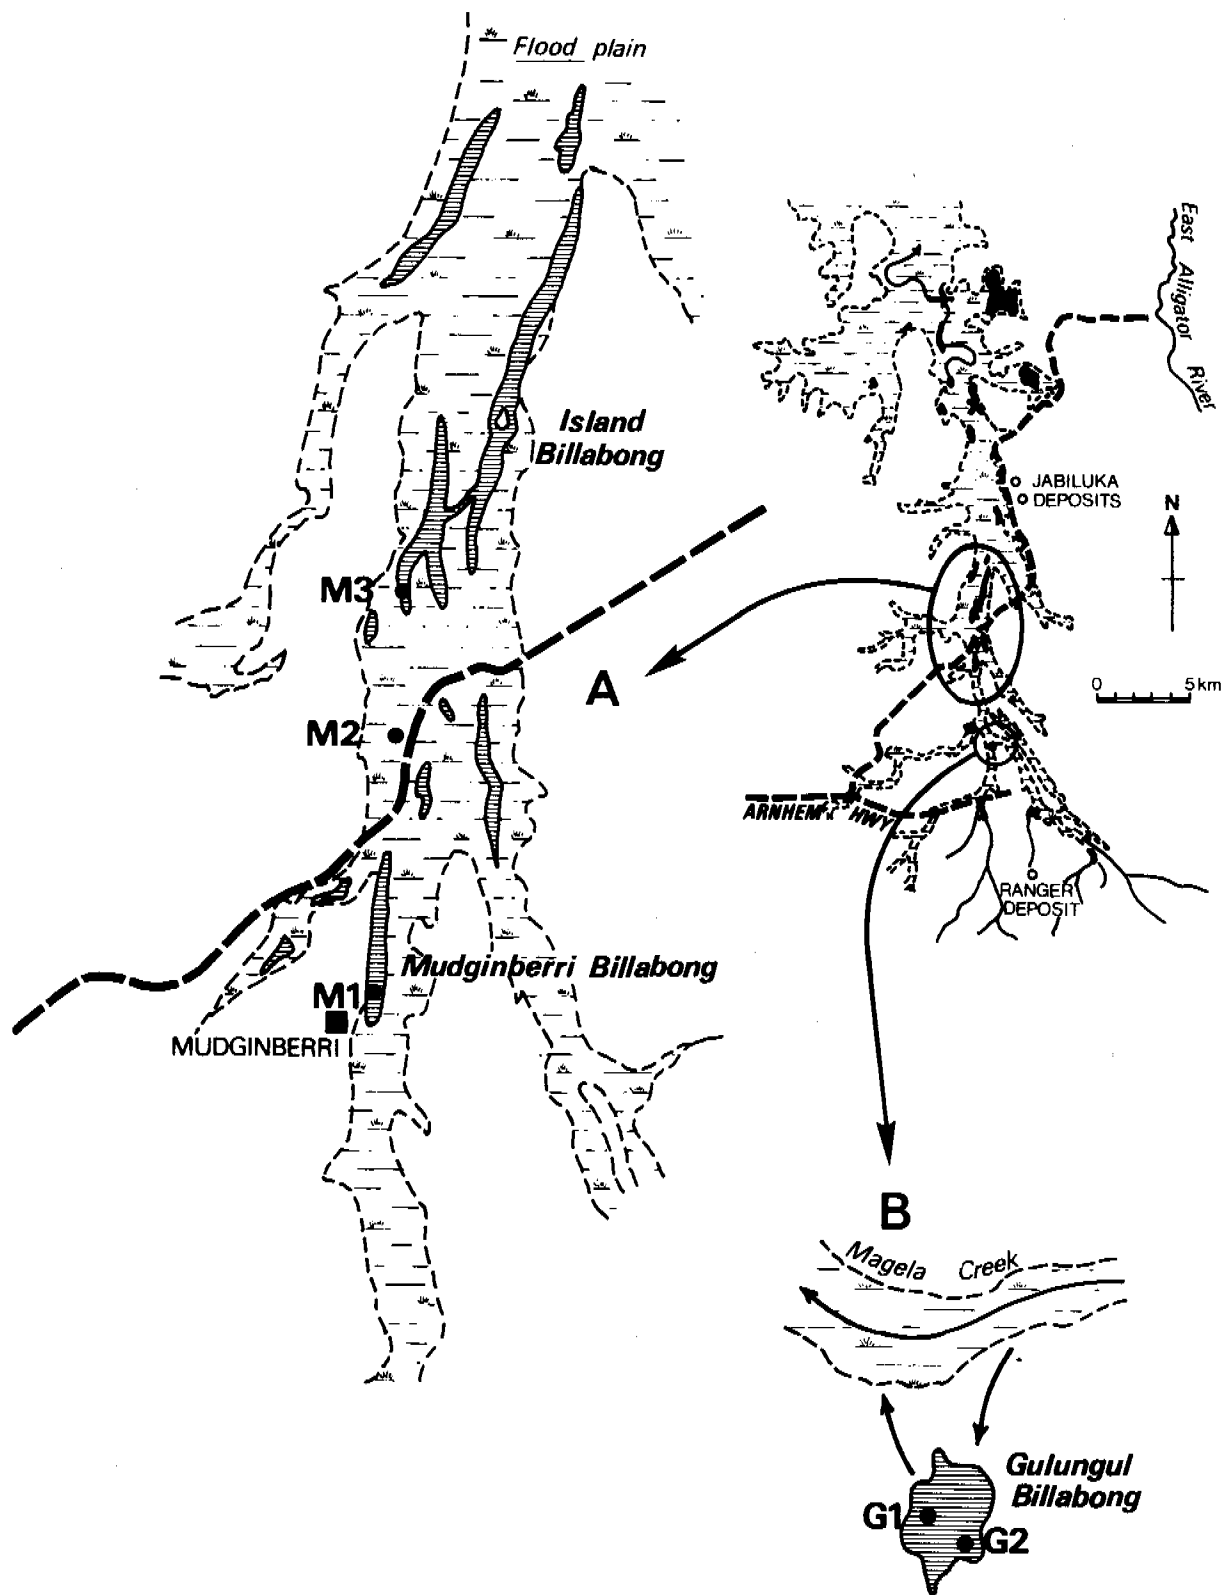 Flood plain
East Alligator River
Island
Billabong
JABILUKA
DEPOSITS
N
M3
A
0 5km
M2
ARNHEM HWY
RANGER
DEPOSIT
Mudginberri Billabong
M1
MUDGINBERRI
B
Magela Creek
Gulungul
Billabong
G1
G2